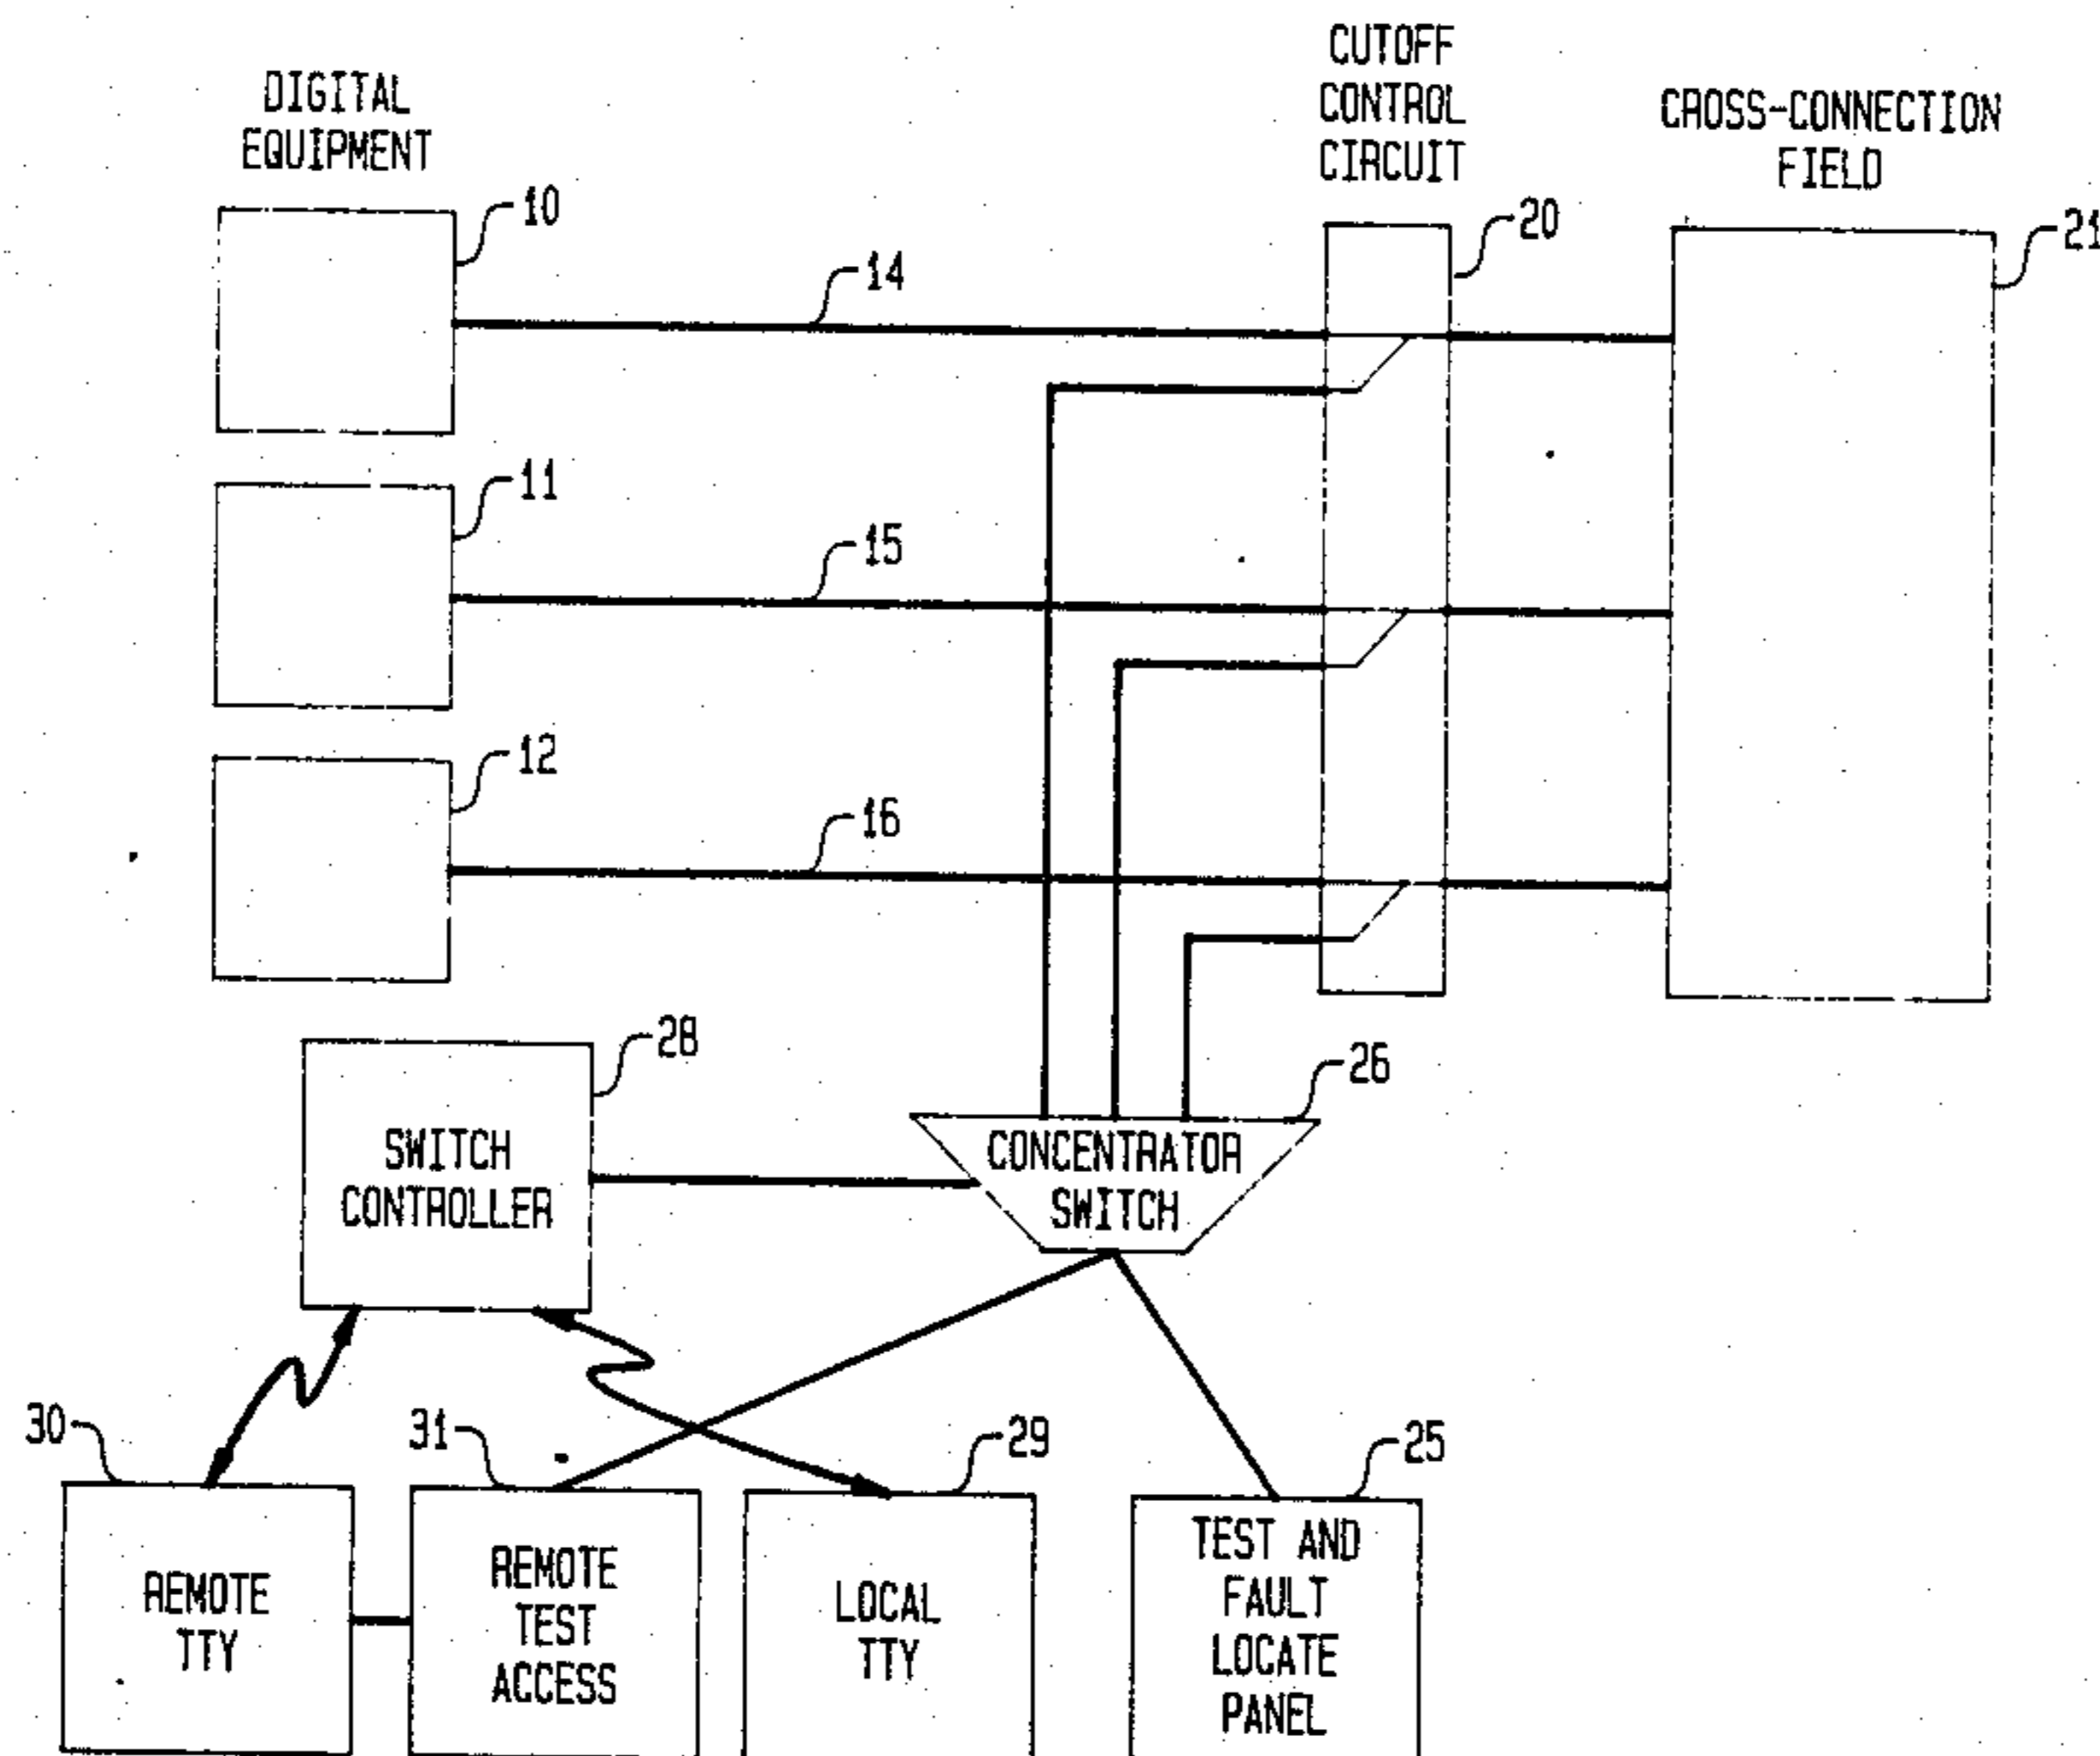 DIGITAL
EQUIPMENT
CUTOFF
CONTROL
CIRCUIT
CROSS-CONNECTION
FIELD
10
14
20
21
11
15
12
16
28
SWITCH
CONTROLLER
26
CONCENTRATOR
SWITCH
30
REMOTE
TTY
31
REMOTE
TEST
ACCESS
29
LOCAL
TTY
25
TEST AND
FAULT
LOCATE
PANEL